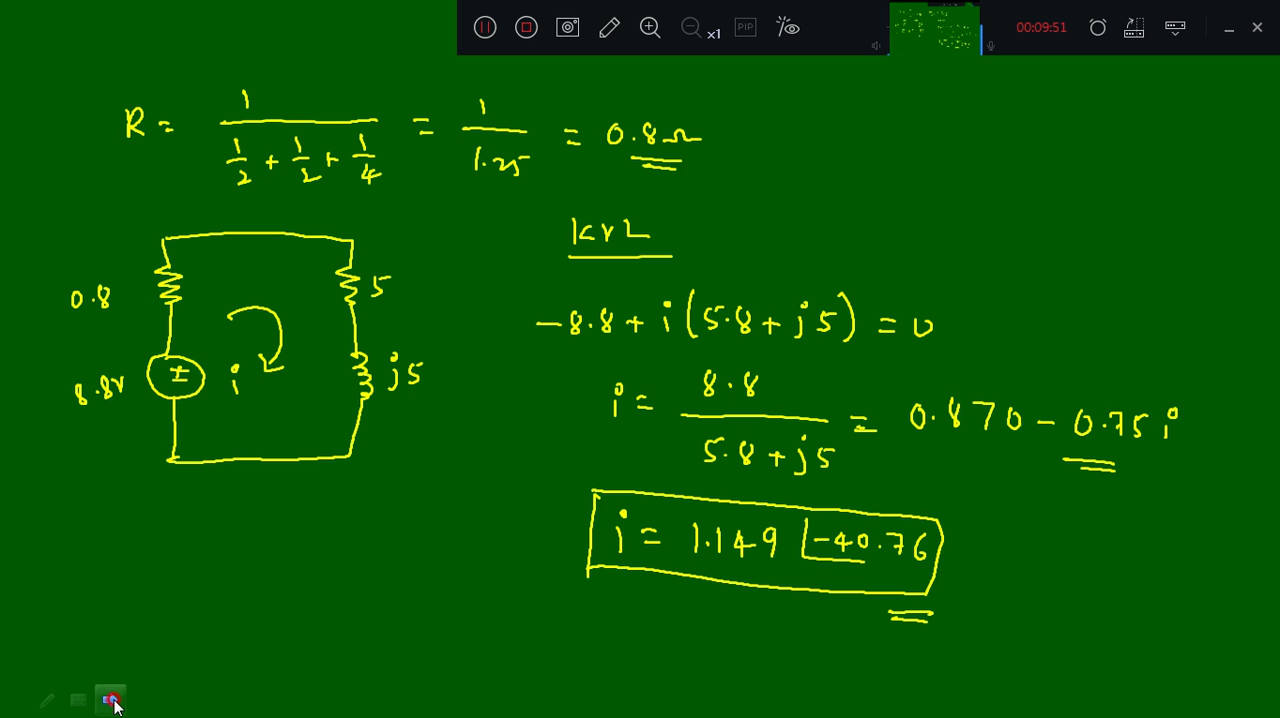 ×1
PIP
00:09:51
R = 1 / (1/2 + 1/2 + 1/4) = 1 / 1.25 = 0.8Ω
KVL
0.8
5
-8.8 + i(5.8 + j5) = 0
8.8V
i
j5
i = 8.8 / (5.8 + j5) = 0.870 - 0.75i
i = 1.149 ∠-40.76